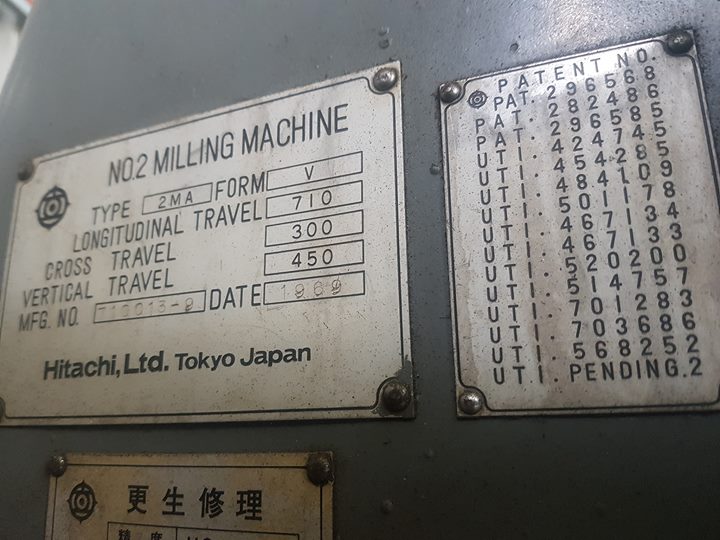 NO.2 MILLING MACHINE
TYPE 2MA FORM V
LONGITUDINAL TRAVEL 710
CROSS TRAVEL 300
VERTICAL TRAVEL 450
MFG. NO. DATE 1969
Hitachi, Ltd. Tokyo Japan
PATENT NO.
PAT. 296568
PAT. 282486
PAT. 296585
UTI. 424745
UTI. 454285
UTI. 484109
UTI. 501178
UTI. 467134
UTI. 467133
UTI. 520200
UTI. 514757
UTI. 701283
UTI. 703686
UTI. 568252
UTI. PENDING.2
更生修理
精度